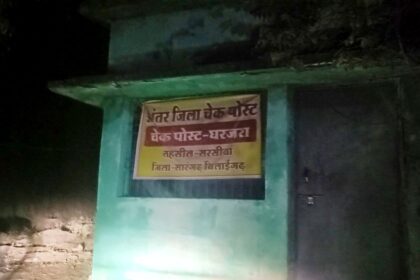 अंतर जिला चेक पोस्ट
चेक पोस्ट-घरजरा
तहसील-सरसीवां
जिला-सारंगढ़ बिलाईगढ़